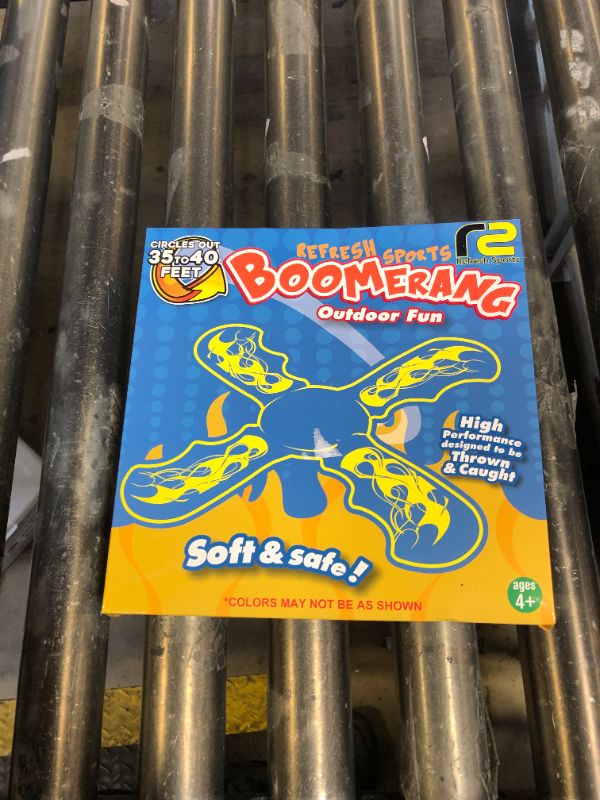 CIRCLES OUT
35 TO 40
FEET
REFRESH SPORTS
BOOMERANG
Outdoor Fun
r2
Refresh Sports
High
Performance
designed to be
Thrown
& Caught
Soft & safe!
*COLORS MAY NOT BE AS SHOWN
ages
4+